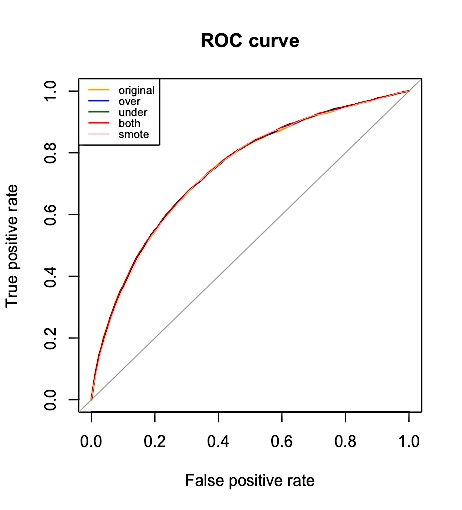 ROC curve
original
over
under
both
smote
True positive rate
0.0 0.2 0.4 0.6 0.8 1.0
0.0 0.2 0.4 0.6 0.8 1.0
False positive rate